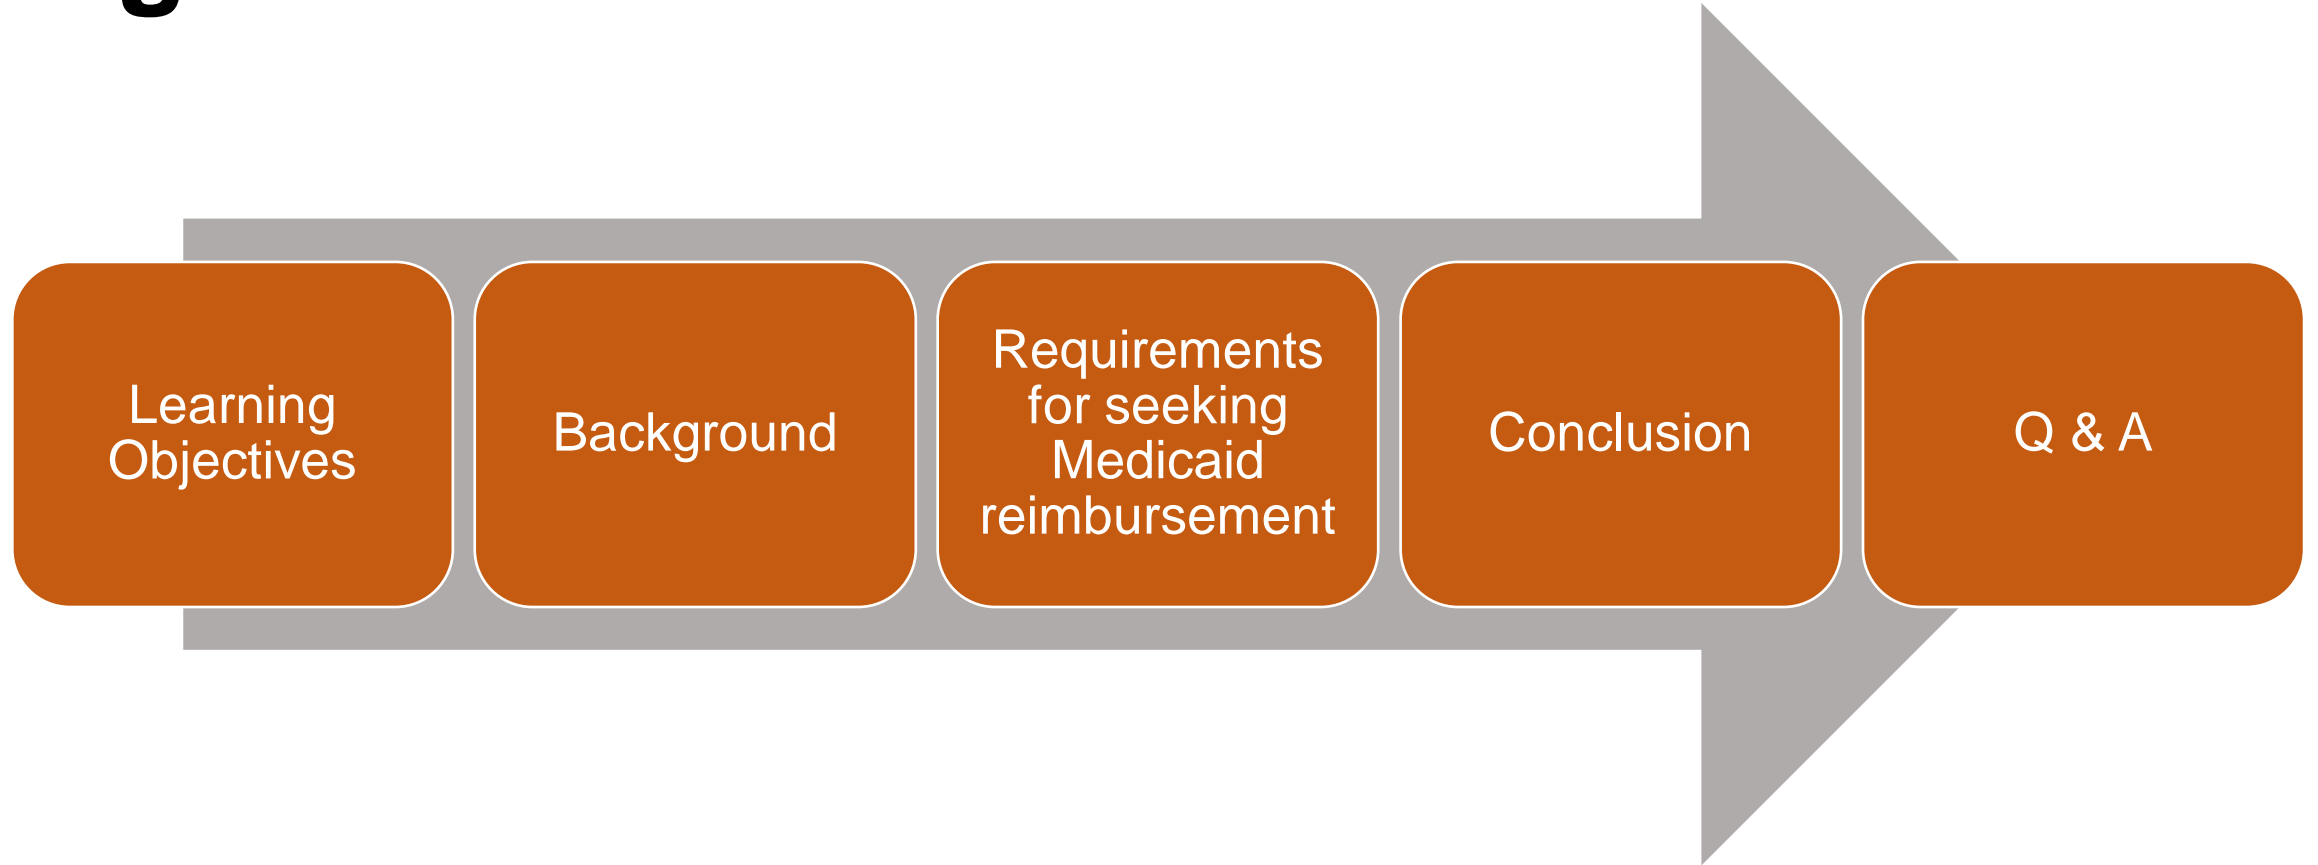 Learning
Objectives
Background
Requirements
for seeking
Medicaid
reimbursement
Conclusion
Q & A